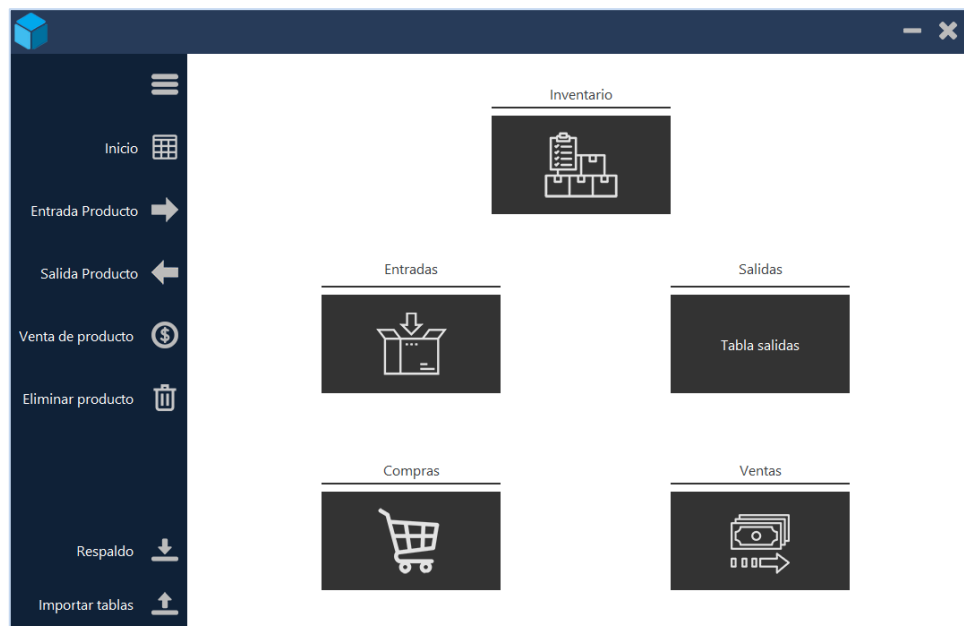 Inicio
Entrada Producto
Salida Producto
Venta de producto
Eliminar producto
Respaldo
Importar tablas
Inventario
Entradas
Salidas
Tabla salidas
Compras
Ventas